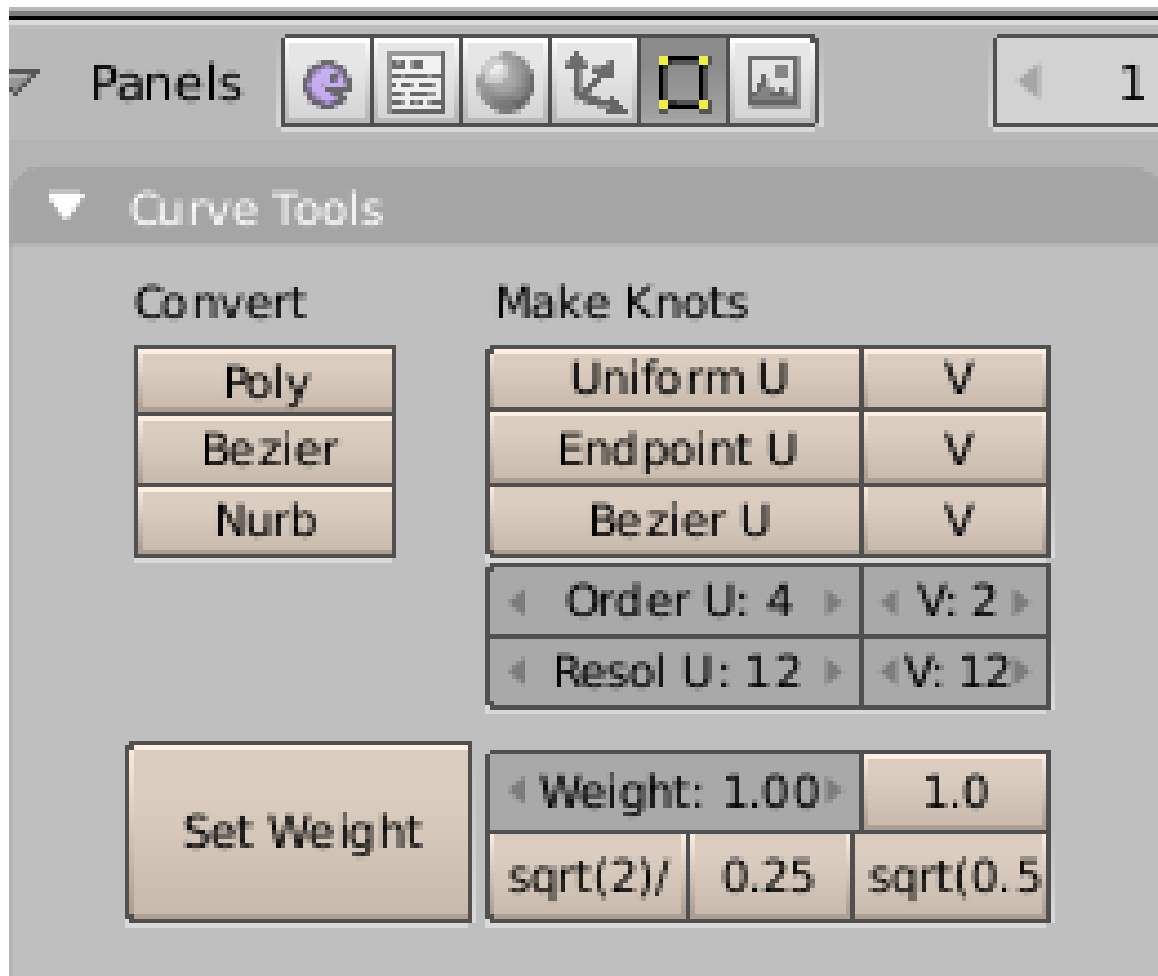 Panels 1
Curve Tools
Convert Make Knots
Poly Uniform U V
Bezier Endpoint U V
Nurb Bezier U V
Order U: 4 V: 2
Resol U: 12 V: 12
Set Weight
Weight: 1.00 1.0
sqrt(2)/ 0.25 sqrt(0.5